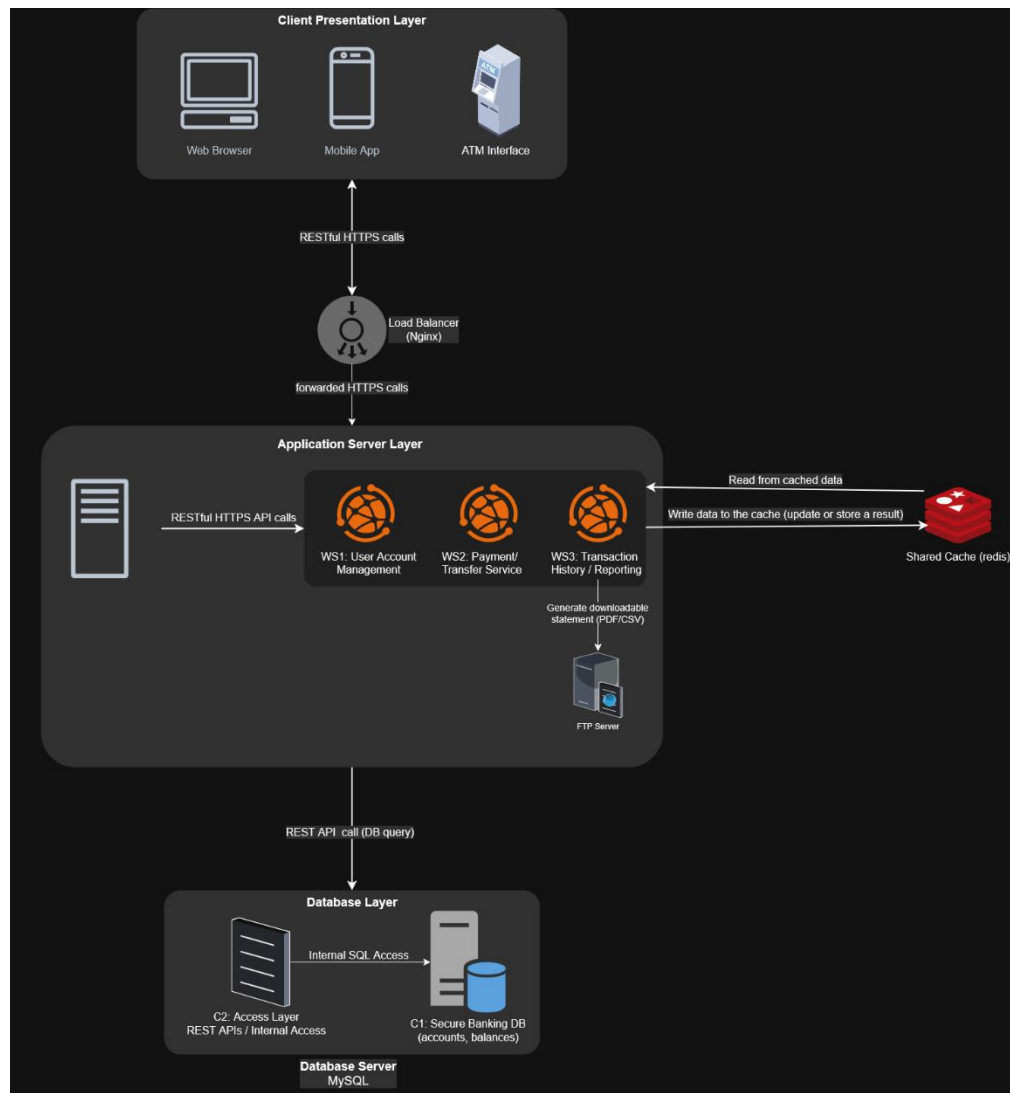 Client Presentation Layer
ATM
Web Browser
Mobile App
ATM Interface
RESTful HTTPS calls
Load Balancer
(Nginx)
forwarded HTTPS calls
Application Server Layer
RESTful HTTPS API calls
WS1: User Account
Management
WS2: Payment/
Transfer Service
WS3: Transaction
History / Reporting
Read from cached data
Write data to the cache (update or store a result)
Shared Cache (redis)
Generate downloadable
statement (PDF/CSV)
FTP Server
REST API call (DB query)
Database Layer
Internal SQL Access
C2: Access Layer
REST APIs / Internal Access
C1: Secure Banking DB
(accounts, balances)
Database Server
MySQL